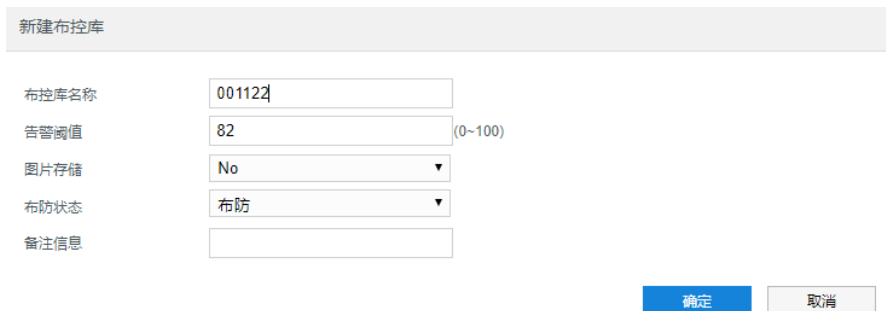 新建布控库
布控库名称 001122
告警阈值 82 (0~100)
图片存储 No
布防状态 布防
备注信息
确定 取消